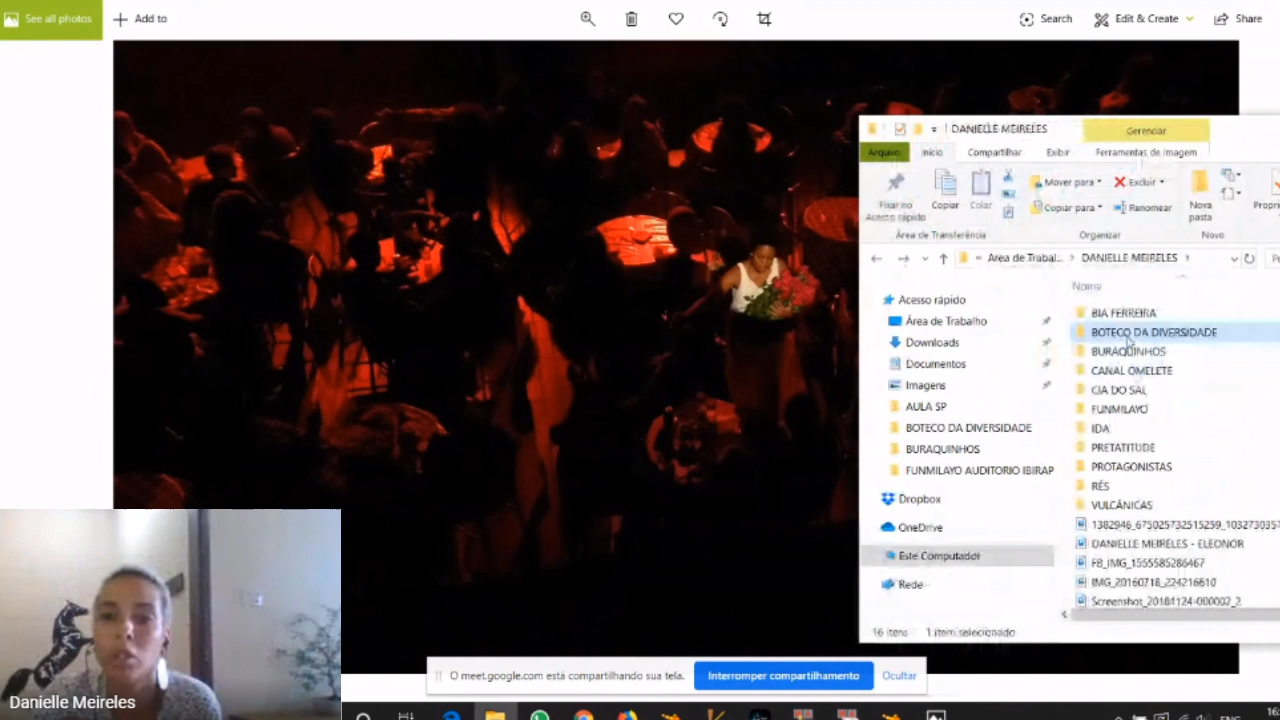 See all photos
Add to
Search
Edit & Create
Share
DANIELLE MEIRELES
Gerenciar
Arquivo
Início
Compartilhar
Exibir
Ferramentas de Imagem
Fixar no
Acesso rápido
Copiar
Colar
Mover para
Copiar para
Excluir
Renomear
Nova
pasta
Área de Transferência
Organizar
Novo
Área de Trabal...
DANIELLE MEIRELES
Nome
Acesso rápido
Área de Trabalho
Downloads
Documentos
Imagens
AULA SP
BOTECO DA DIVERSIDADE
BURAQUINHOS
FUNMILAYO AUDITORIO IBIRAP
Dropbox
OneDrive
Este Computador
Rede
BIA FERREIRA
BOTECO DA DIVERSIDADE
BURAQUINHOS
CANAL OMELETE
CIA DO SAL
FUNMILAYO
IDA
PRETATITUDE
PROTAGONISTAS
RÉS
VULCÂNICAS
DANIELLE MEIRELES - ELEONOR
FB_IMG_1555585286467
IMG_20160718_224216610
Screenshot_20181124-000002_2
16 itens
1 item selecionado
O meet.google.com está compartilhando sua tela.
Interromper compartilhamento
Ocultar
Danielle Meireles